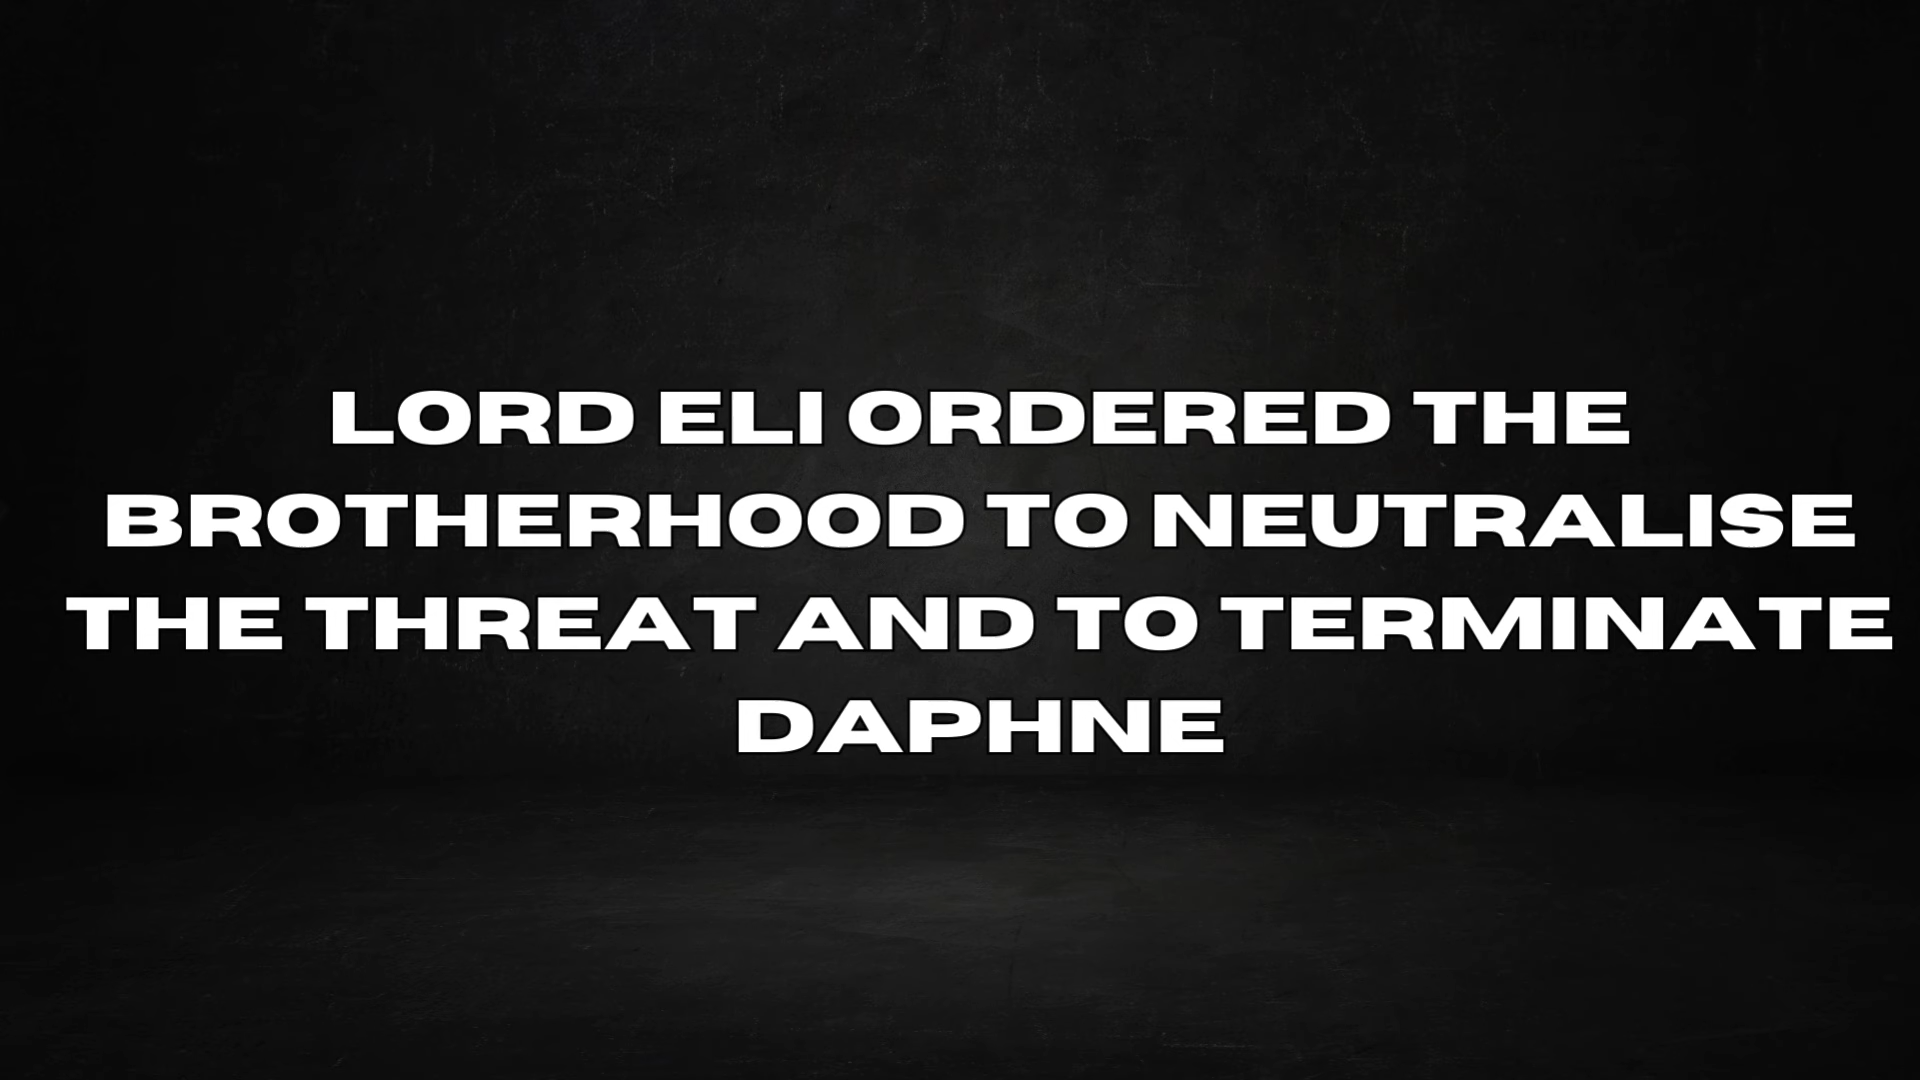 LORD ELI ORDERED THE
BROTHERHOOD TO NEUTRALISE
THE THREAT AND TO TERMINATE
DAPHNE